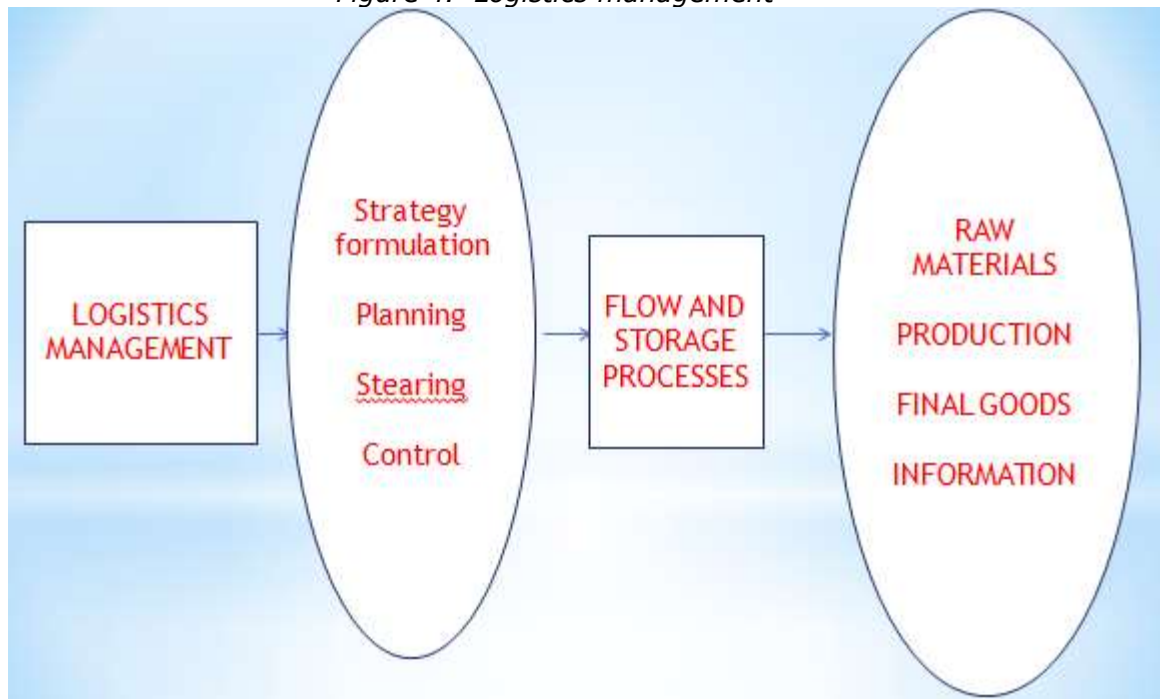 Logistics management
LOGISTICS
MANAGEMENT
Strategy
formulation
Planning
Stearing
Control
FLOW AND
STORAGE
PROCESSES
RAW
MATERIALS
PRODUCTION
FINAL GOODS
INFORMATION